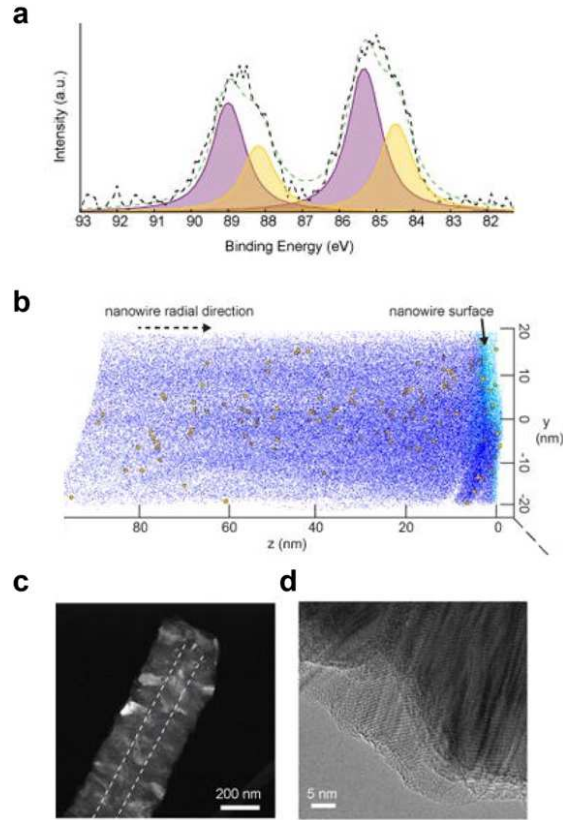 a
Intensity (a.u.)
93 92 91 90 89 88 87 86 85 84 83 82
Binding Energy (eV)
b
nanowire radial direction
nanowire surface
20
10
0
-10
-20
y
(nm)
80 60 40 20 0
z (nm)
c
d
200 nm
5 nm